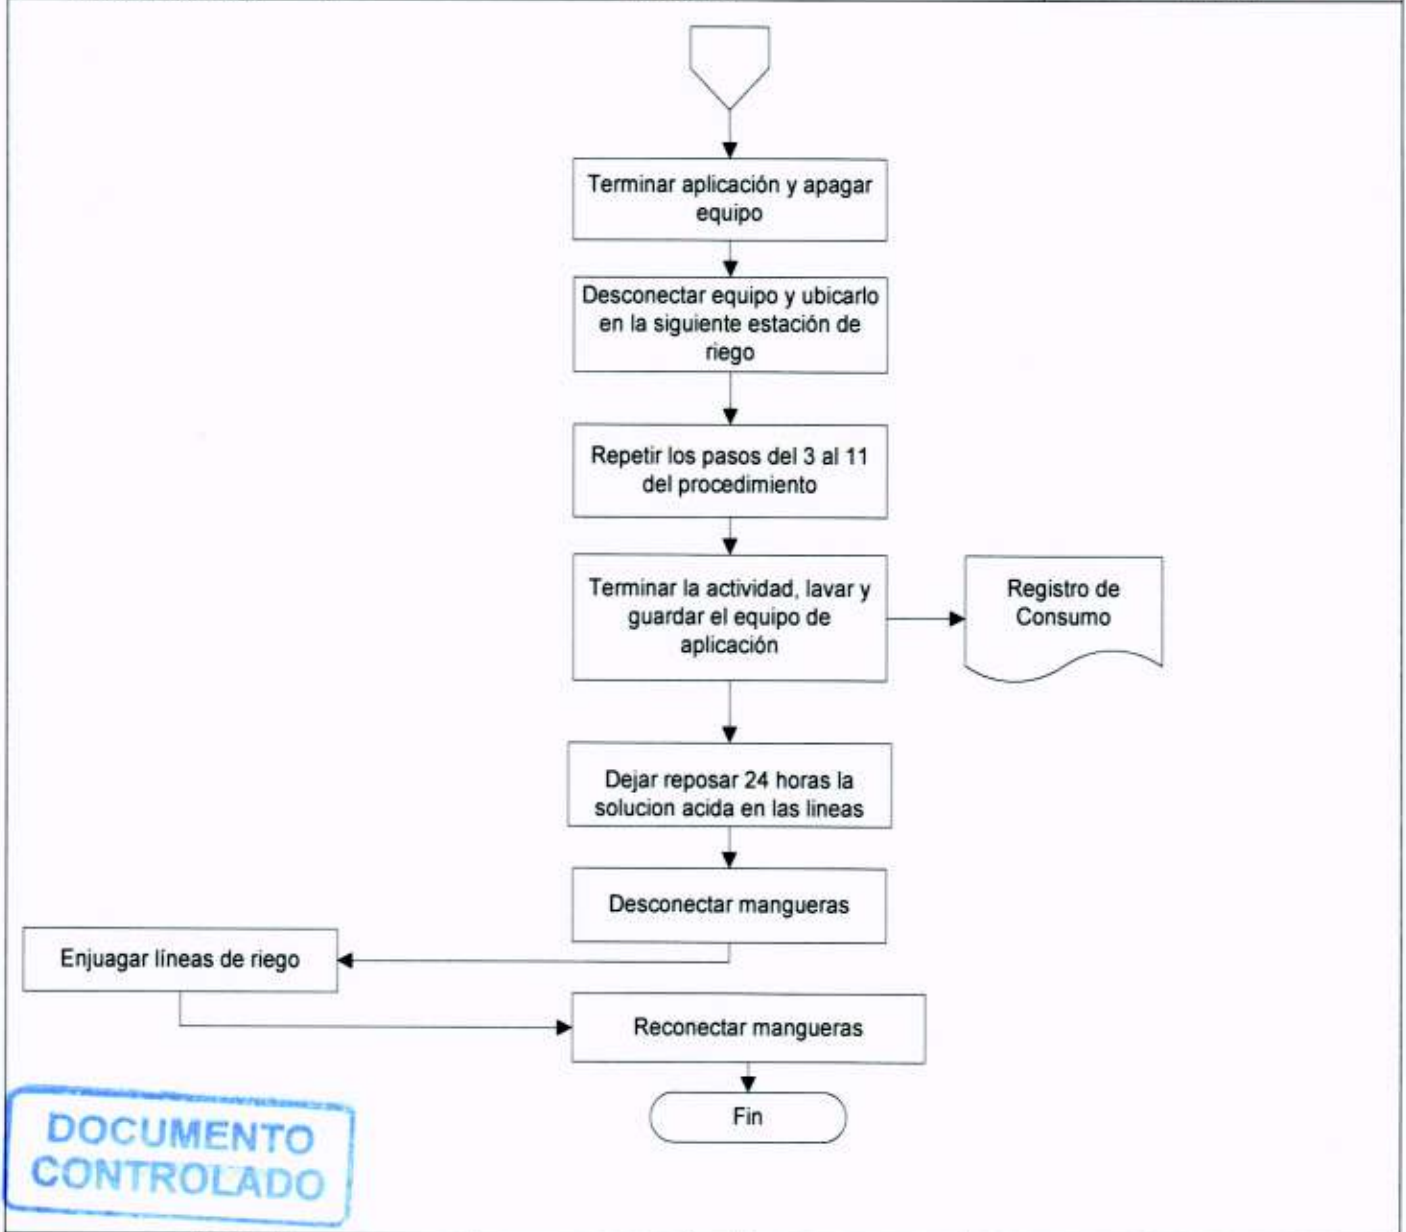 Terminar aplicación y apagar
equipo
Desconectar equipo y ubicarlo
en la siguiente estación de
riego
Repetir los pasos del 3 al 11
del procedimiento
Terminar la actividad, lavar y
guardar el equipo de
aplicación
Registro de
Consumo
Dejar reposar 24 horas la
solucion acida en las lineas
Desconectar mangueras
Enjuagar líneas de riego
Reconectar mangueras
Fin
DOCUMENTO
CONTROLADO